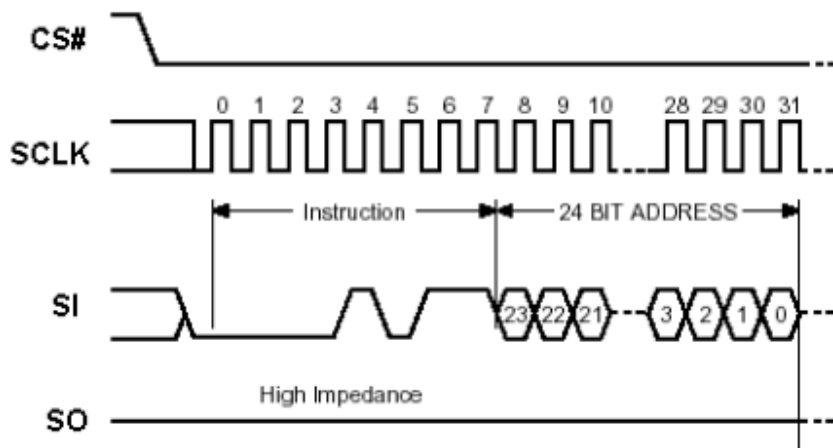 CS#
0 1 2 3 4 5 6 7 8 9 10 28 29 30 31
SCLK
Instruction 24 BIT ADDRESS
SI 23 22 21 3 2 1 0
High Impedance
SO